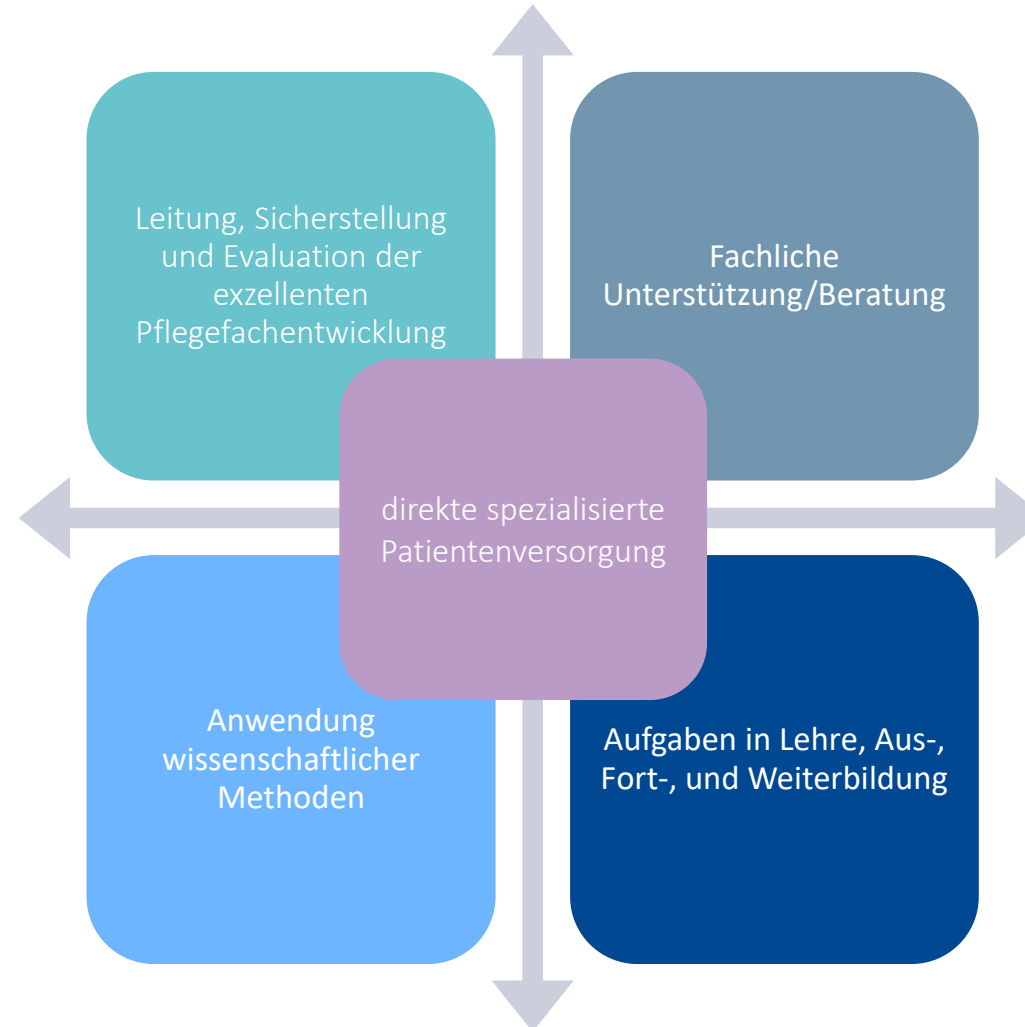 Leitung, Sicherstellung
und Evaluation der
exzellenten
Pflegefachentwicklung
Fachliche
Unterstützung/Beratung
direkte spezialisierte
Patientenversorgung
Anwendung
wissenschaftlicher
Methoden
Aufgaben in Lehre, Aus-,
Fort-, und Weiterbildung